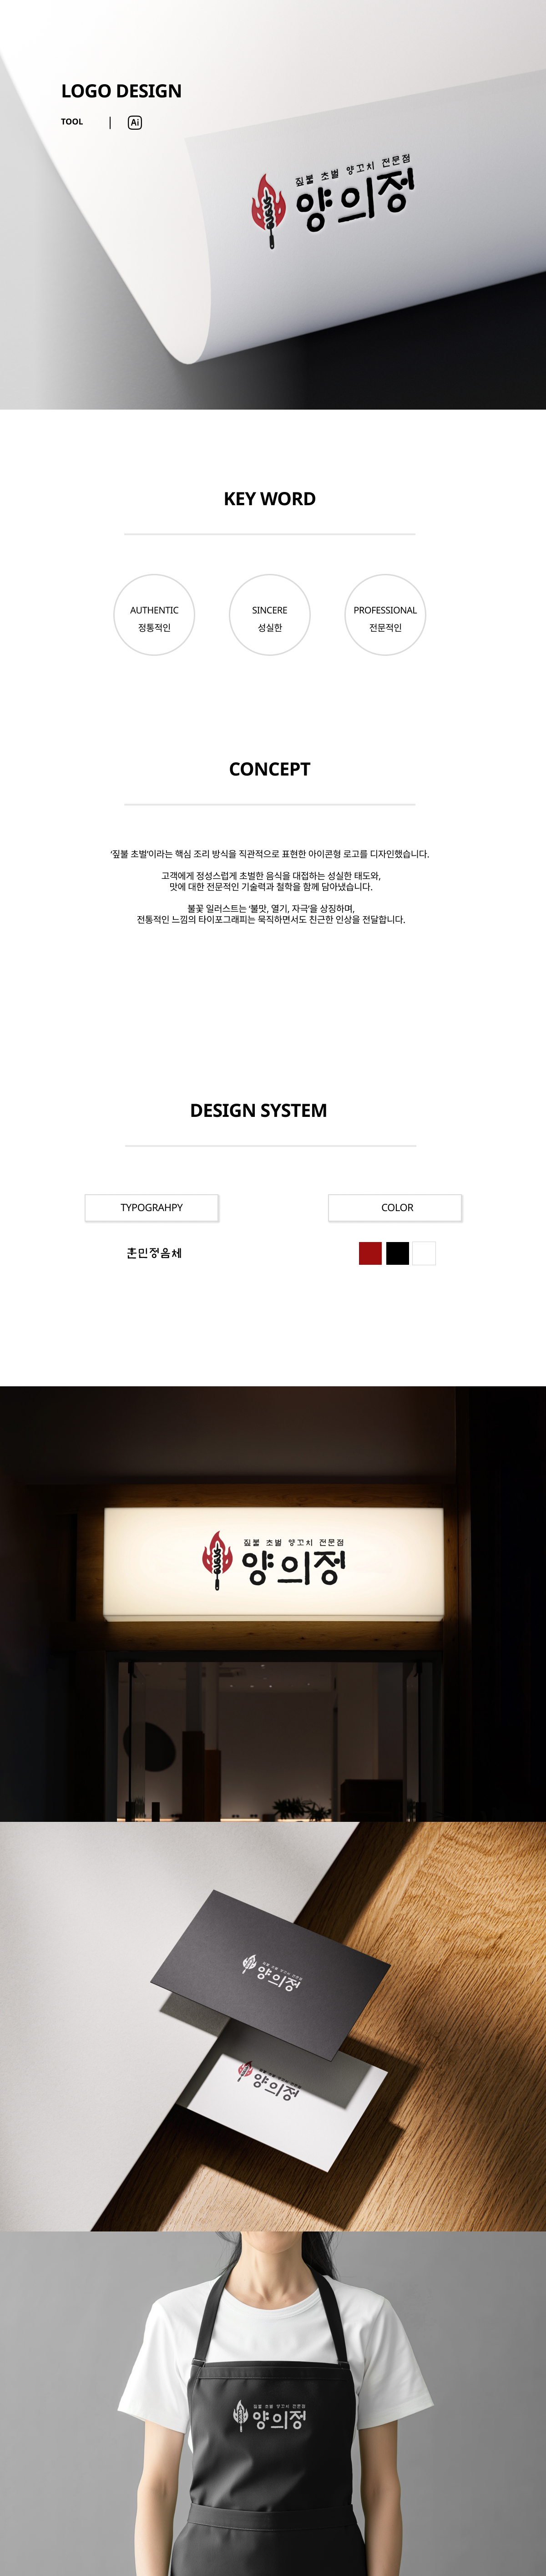 LOGO DESIGN
TOOL
Ai
짚불 초벌 양꼬치 전문점
양의정
KEY WORD
AUTHENTIC
정통적인
SINCERE
성실한
PROFESSIONAL
전문적인
CONCEPT
'짚불 초벌'이라는 핵심 조리 방식을 직관적으로 표현한 아이콘형 로고를 디자인했습니다.
고객에게 정성스럽게 초벌한 음식을 대접하는 성실한 태도와,
맛에 대한 전문적인 기술력과 철학을 함께 담아냈습니다.
불꽃 일러스트는 '불맛, 열기, 자극'을 상징하며,
전통적인 느낌의 타이포그래피는 묵직하면서도 친근한 인상을 전달합니다.
DESIGN SYSTEM
TYPOGRAHPY
COLOR
훈민정음체
짚불 초벌 양꼬치 전문점
양의정
짚불 초벌 양꼬치 전문점
양의정
양의정
짚불 초벌 양꼬치 전문점
양의정